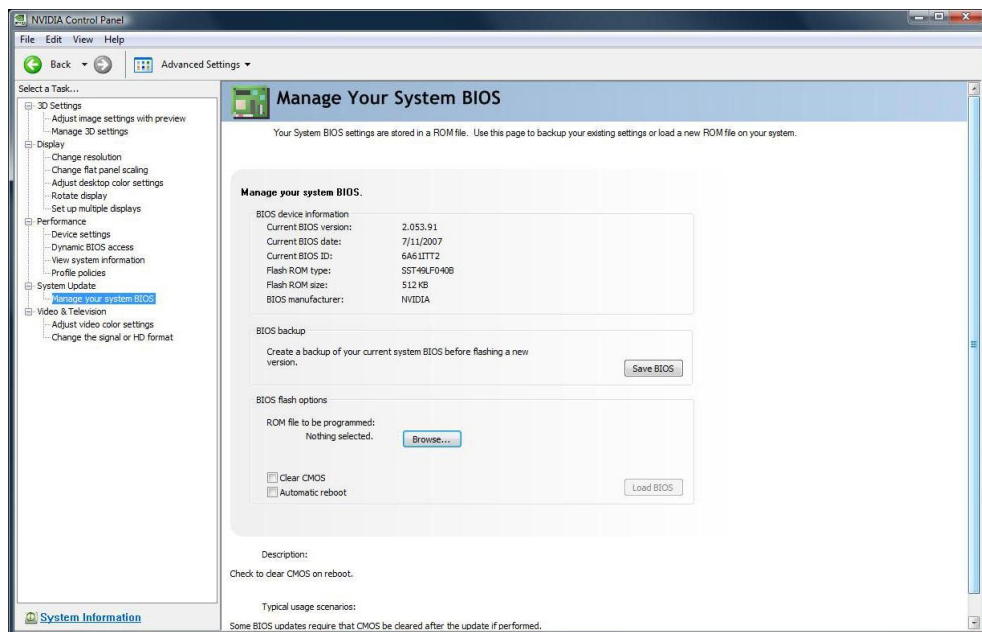 NVIDIA Control Panel
File Edit View Help
Back
Advanced Settings
Select a Task...
3D Settings
Adjust image settings with preview
Manage 3D settings
Display
Change resolution
Change flat panel scaling
Adjust desktop color settings
Rotate display
Set up multiple displays
Performance
Device settings
Dynamic BIOS access
View system information
Profile policies
System Update
Manage your system BIOS
Video & Television
Adjust video color settings
Change the signal or HD format
System Information
Manage Your System BIOS
Your System BIOS settings are stored in a ROM file. Use this page to backup your existing settings or load a new ROM file on your system.
Manage your system BIOS.
BIOS device information
Current BIOS version: 2.053.91
Current BIOS date: 7/11/2007
Current BIOS ID: 6A61ITT2
Flash ROM type: SST49LF040B
Flash ROM size: 512 KB
BIOS manufacturer: NVIDIA
BIOS backup
Create a backup of your current system BIOS before flashing a new
version.
Save BIOS
BIOS flash options
ROM file to be programmed:
Nothing selected.
Browse...
Clear CMOS
Automatic reboot
Load BIOS
Description:
Check to clear CMOS on reboot.
Typical usage scenarios:
Some BIOS updates require that CMOS be cleared after the update if performed.